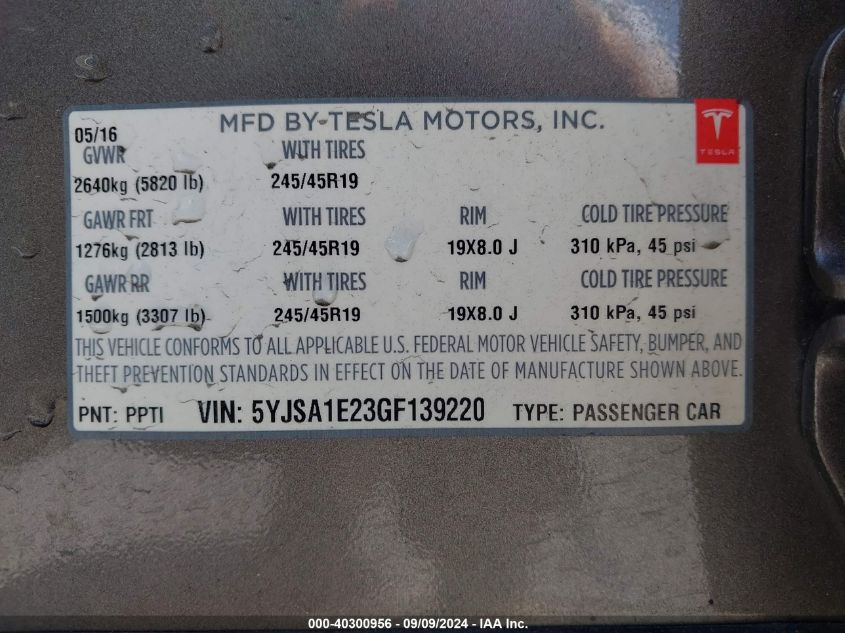 MFD BY-TESLA MOTORS, INC.
TESLA
05/16
GVWR WITH TIRES
2640kg (5820 lb) 245/45R19
GAWR FRT WITH TIRES RIM COLD TIRE PRESSURE
1276kg (2813 lb) 245/45R19 19X8.0 J 310 kPa, 45 psi
GAWR RR WITH TIRES RIM COLD TIRE PRESSURE
1500kg (3307 lb) 245/45R19 19X8.0 J 310 kPa, 45 psi
THIS VEHICLE CONFORMS TO ALL APPLICABLE U.S. FEDERAL MOTOR VEHICLE SAFETY, BUMPER, AND
THEFT PREVENTION STANDARDS IN EFFECT ON THE DATE OF MANUFACTURE SHOWN ABOVE.
PNT: PPTI VIN: 5YJSA1E23GF139220 TYPE: PASSENGER CAR
000-40300956 - 09/09/2024 - IAA Inc.